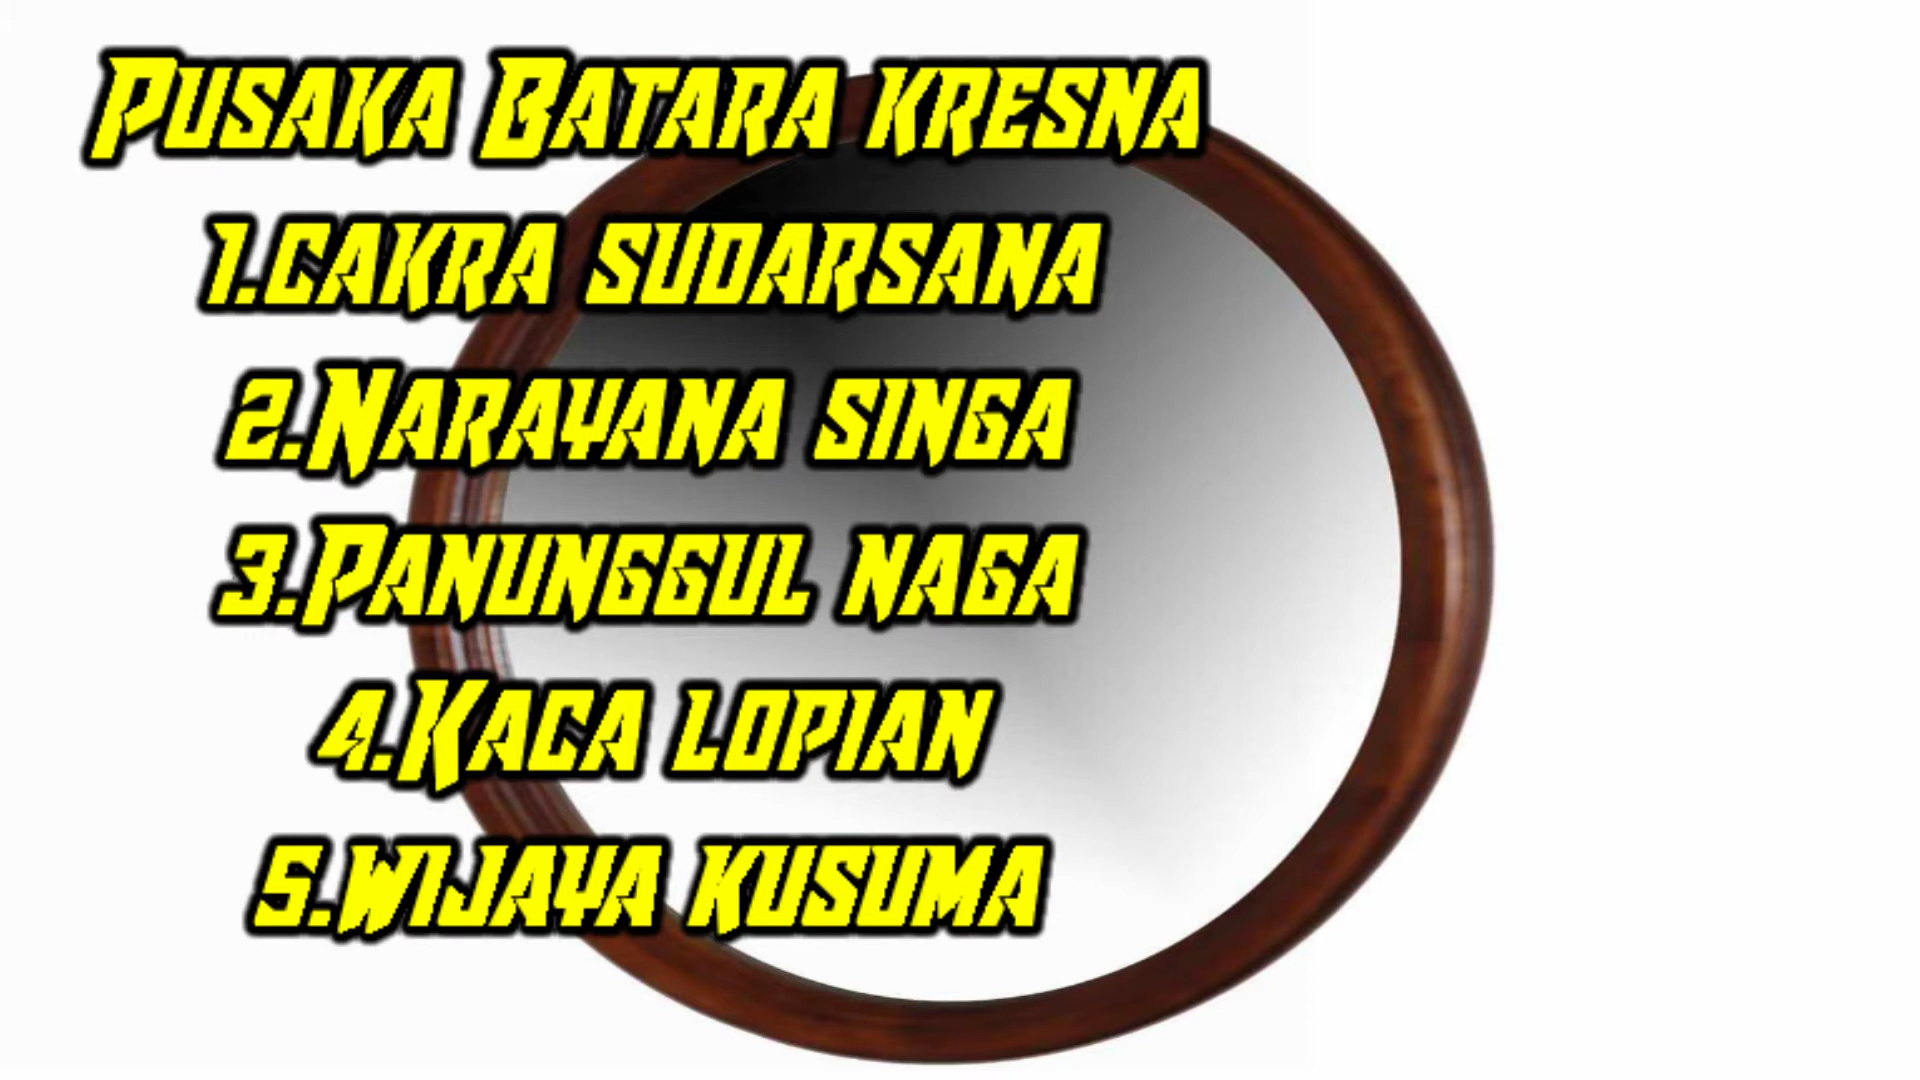 Pusaka Batara kresna
1.cakra sudarsana
2.Narayana singa
3.Panunggul naga
4.Kaca lopian
5.wijaya kusuma